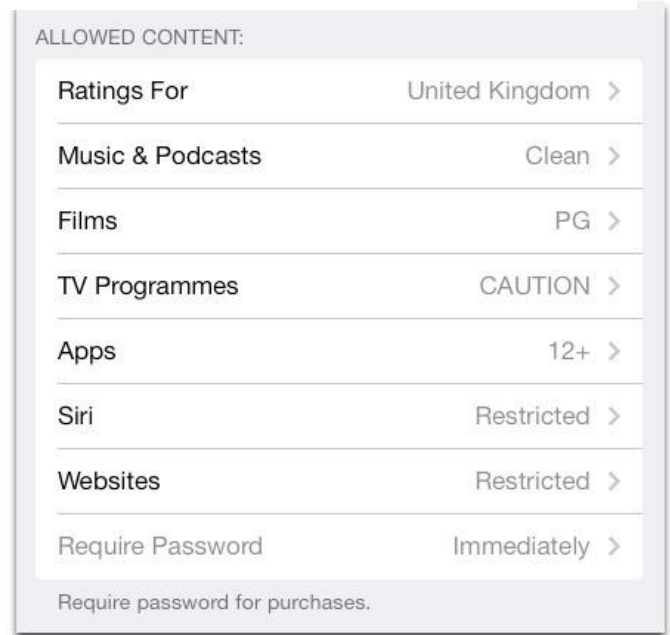 ALLOWED CONTENT:
Ratings For United Kingdom >
Music & Podcasts Clean >
Films PG >
TV Programmes CAUTION >
Apps 12+ >
Siri Restricted >
Websites Restricted >
Require Password Immediately >
Require password for purchases.